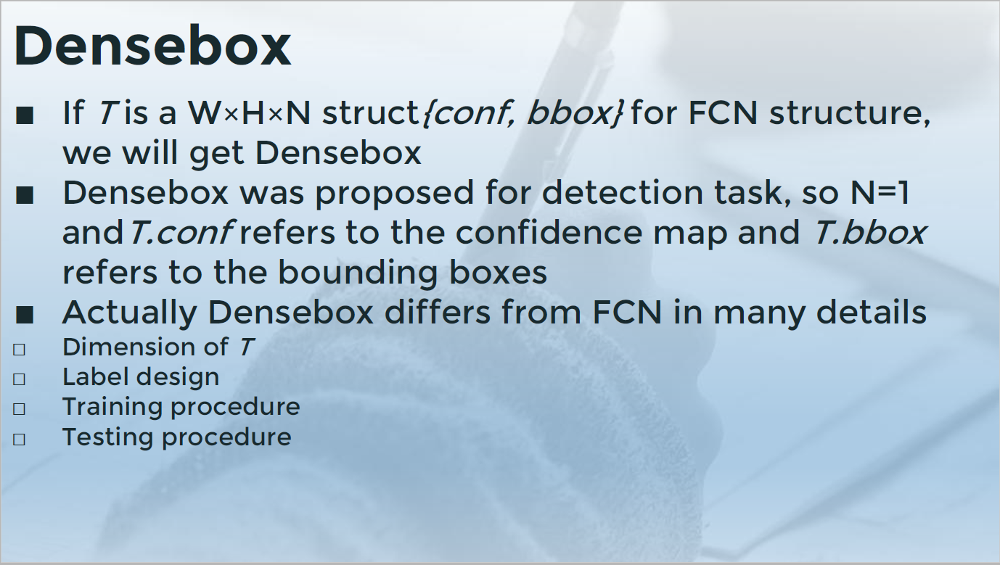 Densebox
■ If T is a W×H×N struct{conf, bbox} for FCN structure,
we will get Densebox
■ Densebox was proposed for detection task, so N=1
and T.conf refers to the confidence map and T.bbox
refers to the bounding boxes
■ Actually Densebox differs from FCN in many details
□ Dimension of T
□ Label design
□ Training procedure
□ Testing procedure